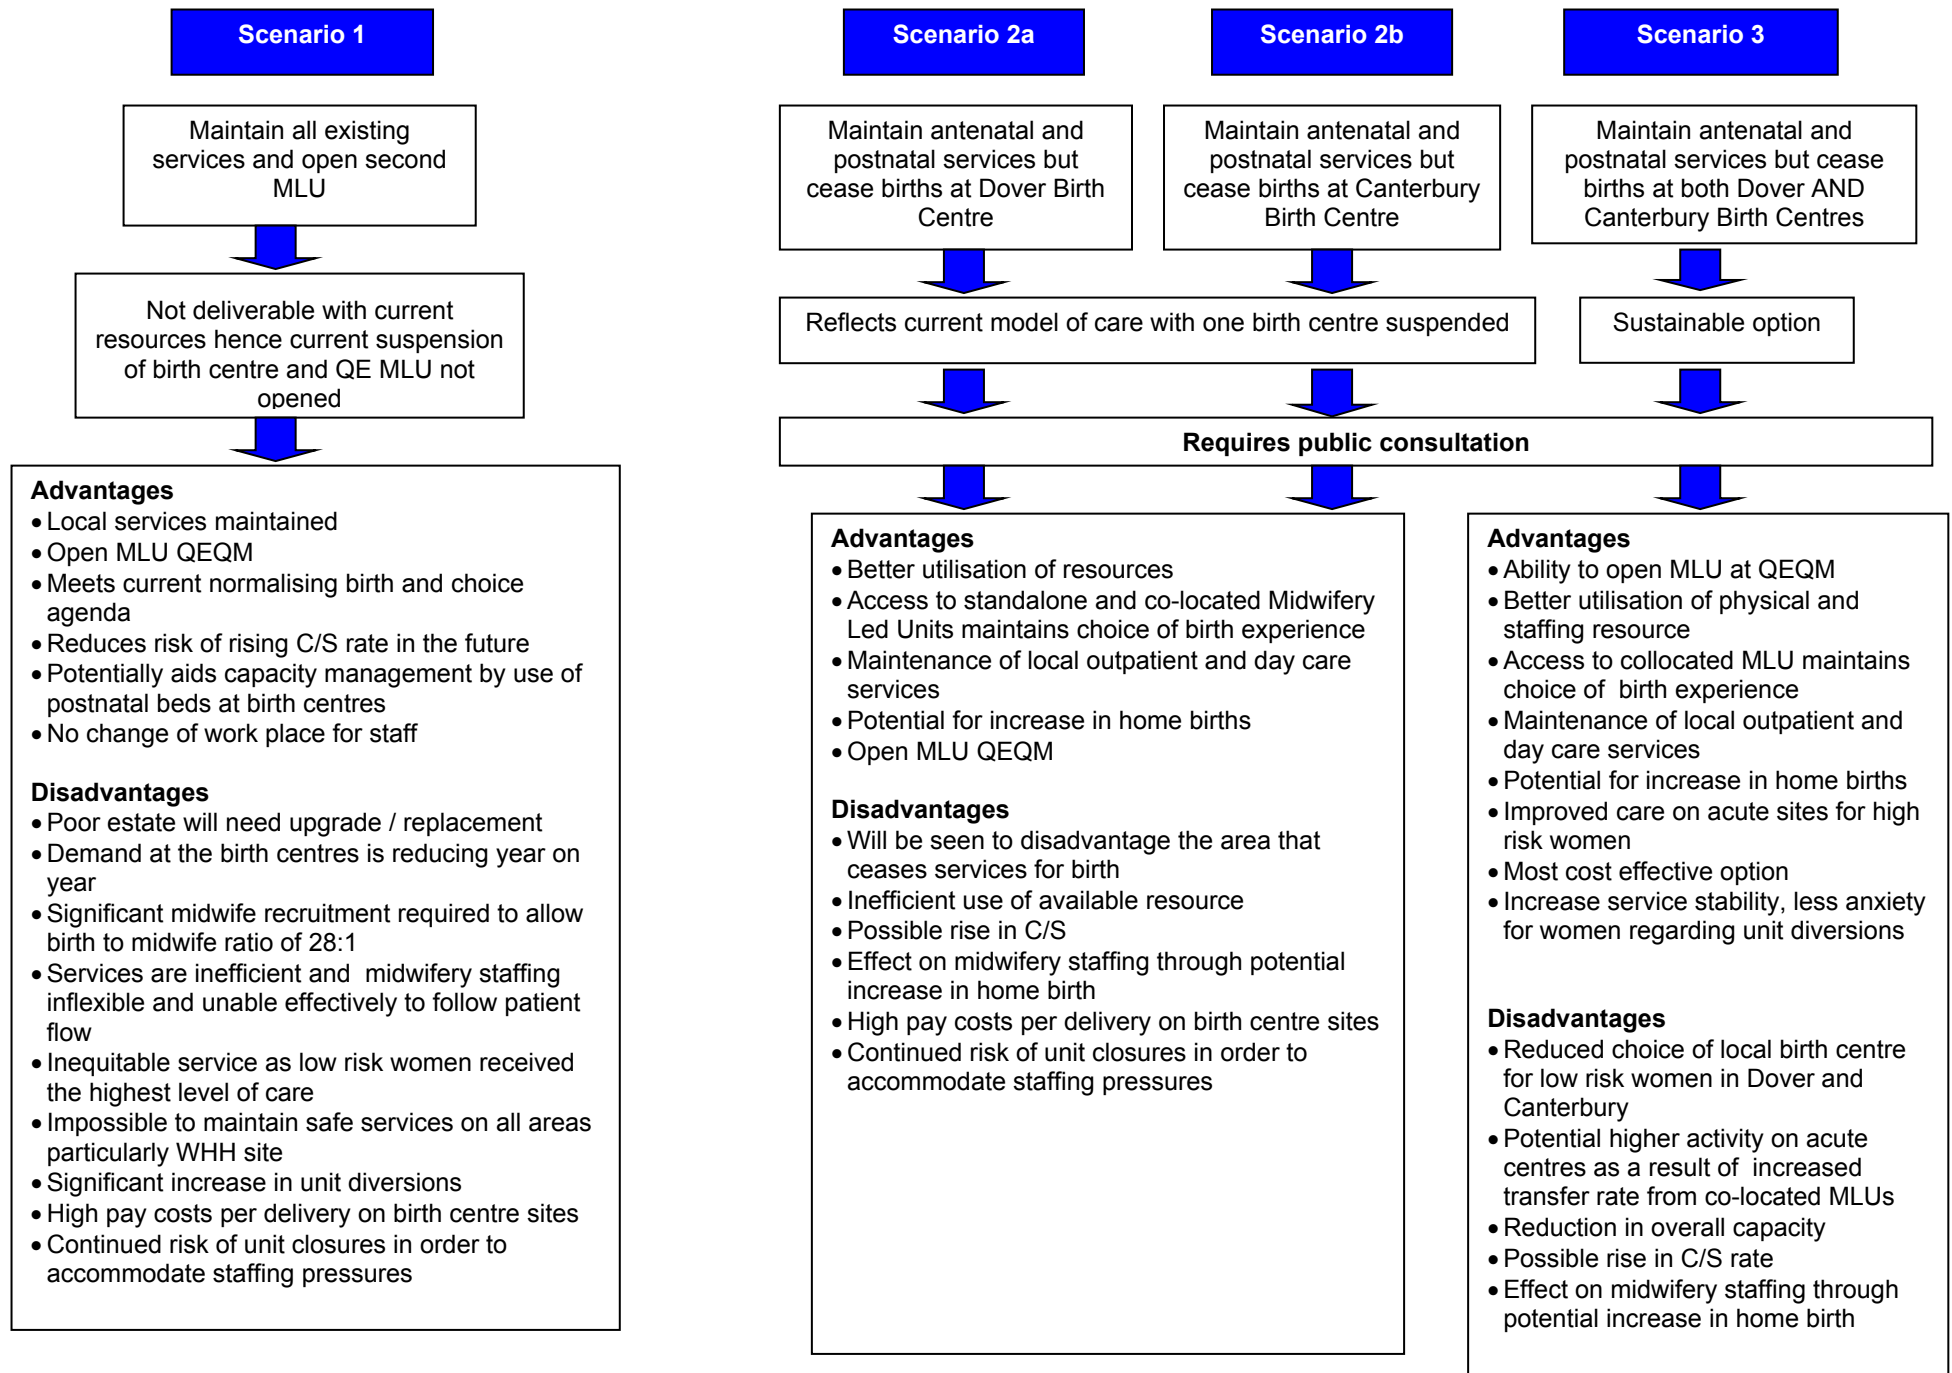 Scenario 1
Maintain all existing
services and open second
MLU
Not deliverable with current
resources hence current suspension
of birth centre and QE MLU not
opened
Advantages
• Local services maintained
• Open MLU QEQM
• Meets current normalising birth and choice
agenda
• Reduces risk of rising C/S rate in the future
• Potentially aids capacity management by use of
postnatal beds at birth centres
• No change of work place for staff
Disadvantages
• Poor estate will need upgrade / replacement
• Demand at the birth centres is reducing year on
year
• Significant midwife recruitment required to allow
birth to midwife ratio of 28:1
• Services are inefficient and midwifery staffing
inflexible and unable effectively to follow patient
flow
• Inequitable service as low risk women received
the highest level of care
• Impossible to maintain safe services on all areas
particularly WHH site
• Significant increase in unit diversions
• High pay costs per delivery on birth centre sites
• Continued risk of unit closures in order to
accommodate staffing pressures
Scenario 2a
Maintain antenatal and
postnatal services but
cease births at Dover Birth
Centre
Scenario 2b
Maintain antenatal and
postnatal services but
cease births at Canterbury
Birth Centre
Scenario 3
Maintain antenatal and
postnatal services but cease
births at both Dover AND
Canterbury Birth Centres
Reflects current model of care with one birth centre suspended
Sustainable option
Requires public consultation
Advantages
• Better utilisation of resources
• Access to standalone and co-located Midwifery
Led Units maintains choice of birth experience
• Maintenance of local outpatient and day care
services
• Potential for increase in home births
• Open MLU QEQM
Disadvantages
• Will be seen to disadvantage the area that
ceases services for birth
• Inefficient use of available resource
• Possible rise in C/S
• Effect on midwifery staffing through potential
increase in home birth
• High pay costs per delivery on birth centre sites
• Continued risk of unit closures in order to
accommodate staffing pressures
Advantages
• Ability to open MLU at QEQM
• Better utilisation of physical and
staffing resource
• Access to collocated MLU maintains
choice of birth experience
• Maintenance of local outpatient and
day care services
• Potential for increase in home births
• Improved care on acute sites for high
risk women
• Most cost effective option
• Increase service stability, less anxiety
for women regarding unit diversions
Disadvantages
• Reduced choice of local birth centre
for low risk women in Dover and
Canterbury
• Potential higher activity on acute
centres as a result of increased
transfer rate from co-located MLUs
• Reduction in overall capacity
• Possible rise in C/S rate
• Effect on midwifery staffing through
potential increase in home birth